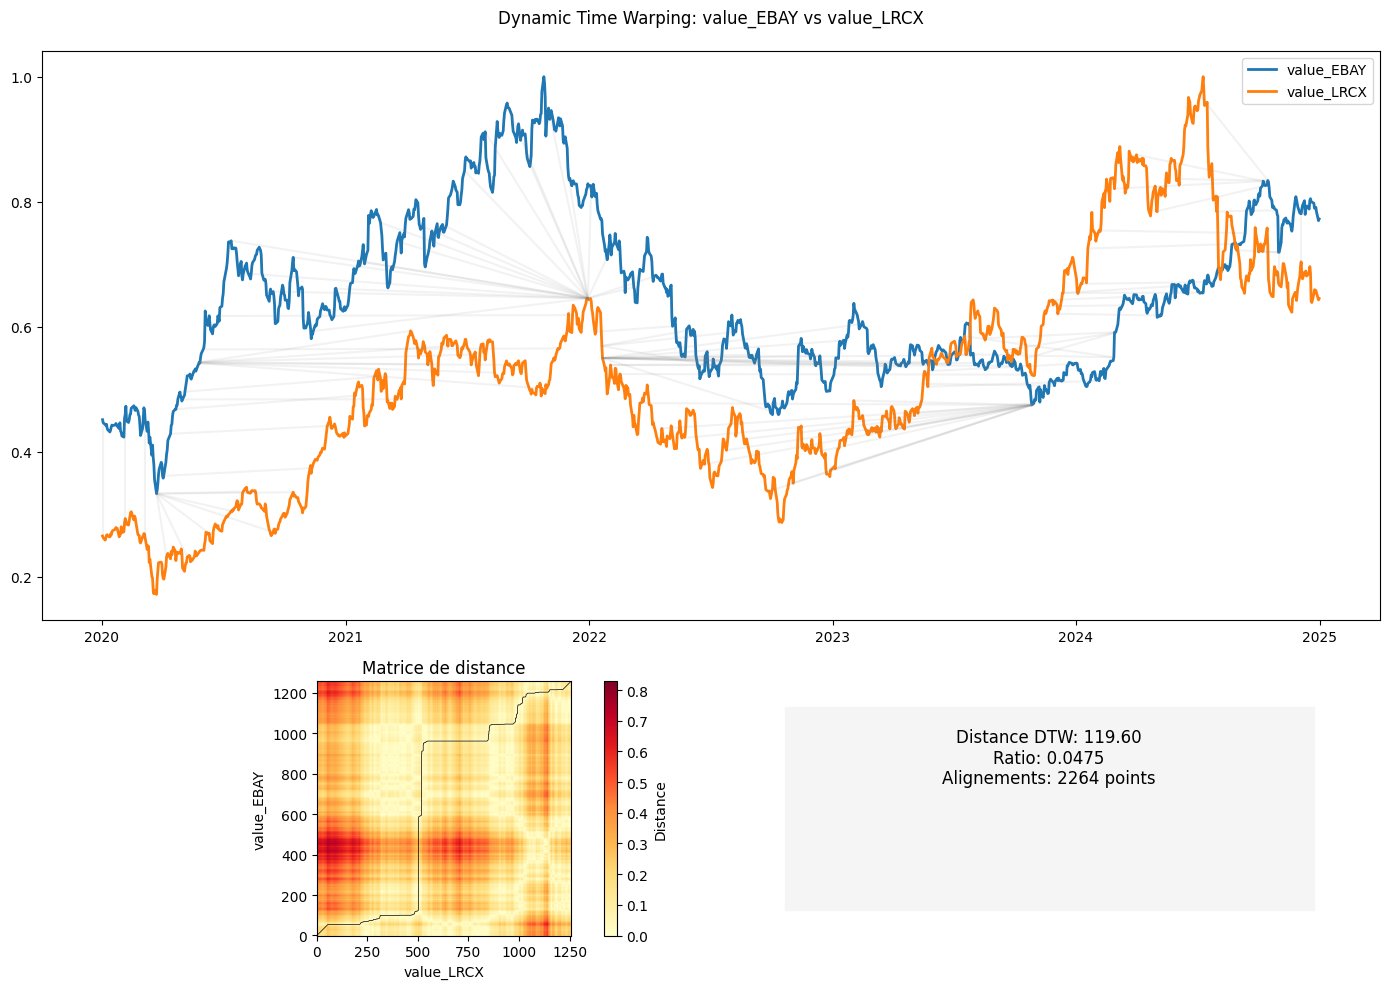 Dynamic Time Warping: value_EBAY vs value_LRCX
1.0
0.8
0.6
0.4
0.2
value_EBAY
value_LRCX
2020 2021 2022 2023 2024 2025
Matrice de distance
1200
1000
800
600
400
200
0
value_EBAY
0 250 500 750 1000 1250
value_LRCX
0.8
0.7
0.6
0.5
0.4
0.3
0.2
0.1
0.0
Distance
Distance DTW: 119.60
Ratio: 0.0475
Alignements: 2264 points